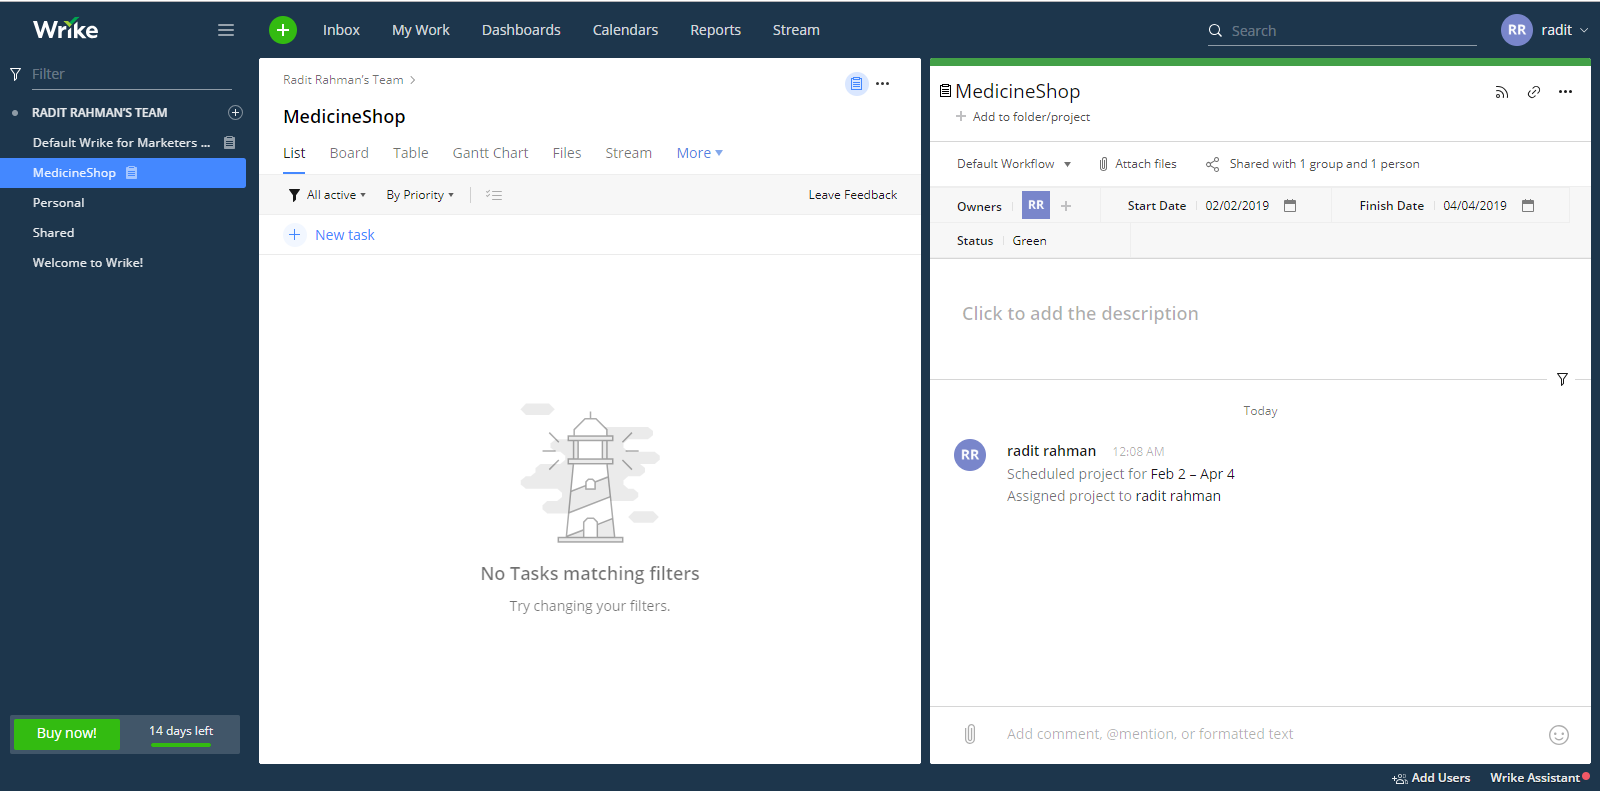 Wrike
Inbox My Work Dashboards Calendars Reports Stream
Search
RR radit
Filter
RADIT RAHMAN'S TEAM
Default Wrike for Marketers ...
MedicineShop
Personal
Shared
Welcome to Wrike!
Buy now! 14 days left
Radit Rahman's Team >
MedicineShop
List Board Table Gantt Chart Files Stream More
All active By Priority Leave Feedback
New task
No Tasks matching filters
Try changing your filters.
MedicineShop
Add to folder/project
Default Workflow Attach files Shared with 1 group and 1 person
Owners RR Start Date 02/02/2019 Finish Date 04/04/2019
Status Green
Click to add the description
Today
RR radit rahman 12:08 AM
Scheduled project for Feb 2 – Apr 4
Assigned project to radit rahman
Add comment, @mention, or formatted text
Add Users Wrike Assistant